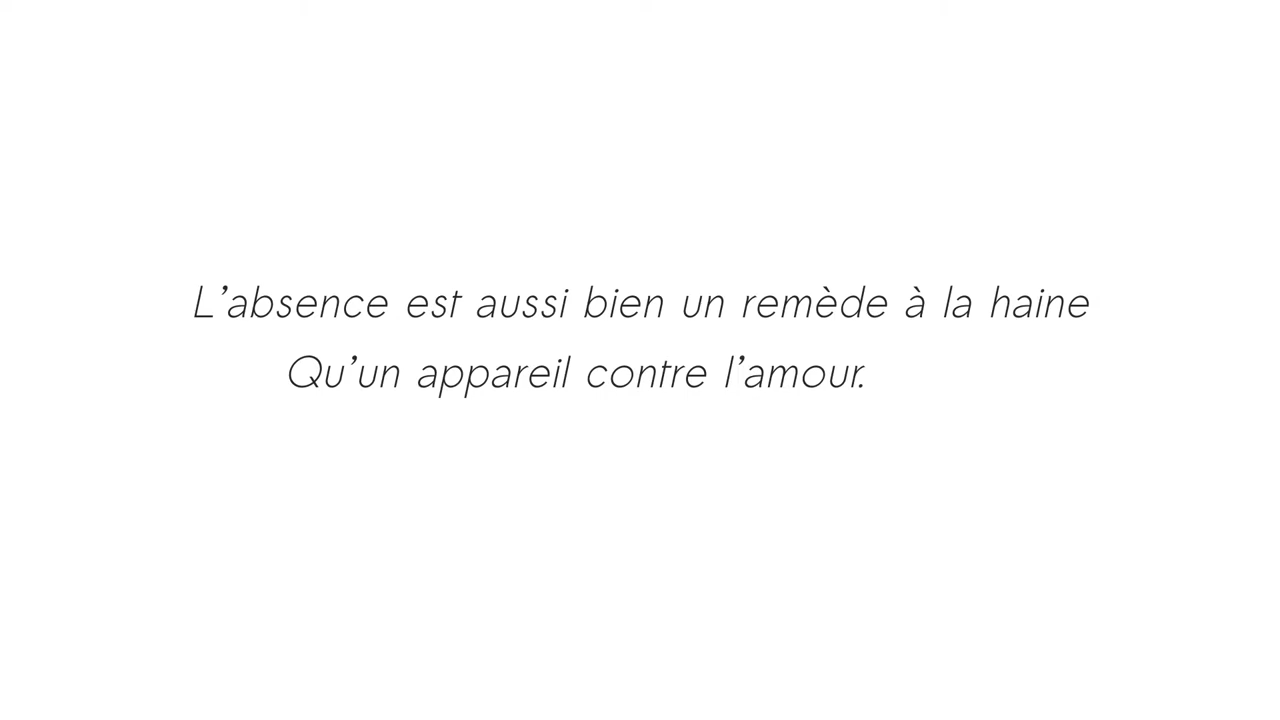 L’absence est aussi bien un remède à la haine
Qu’un appareil contre l’amour.